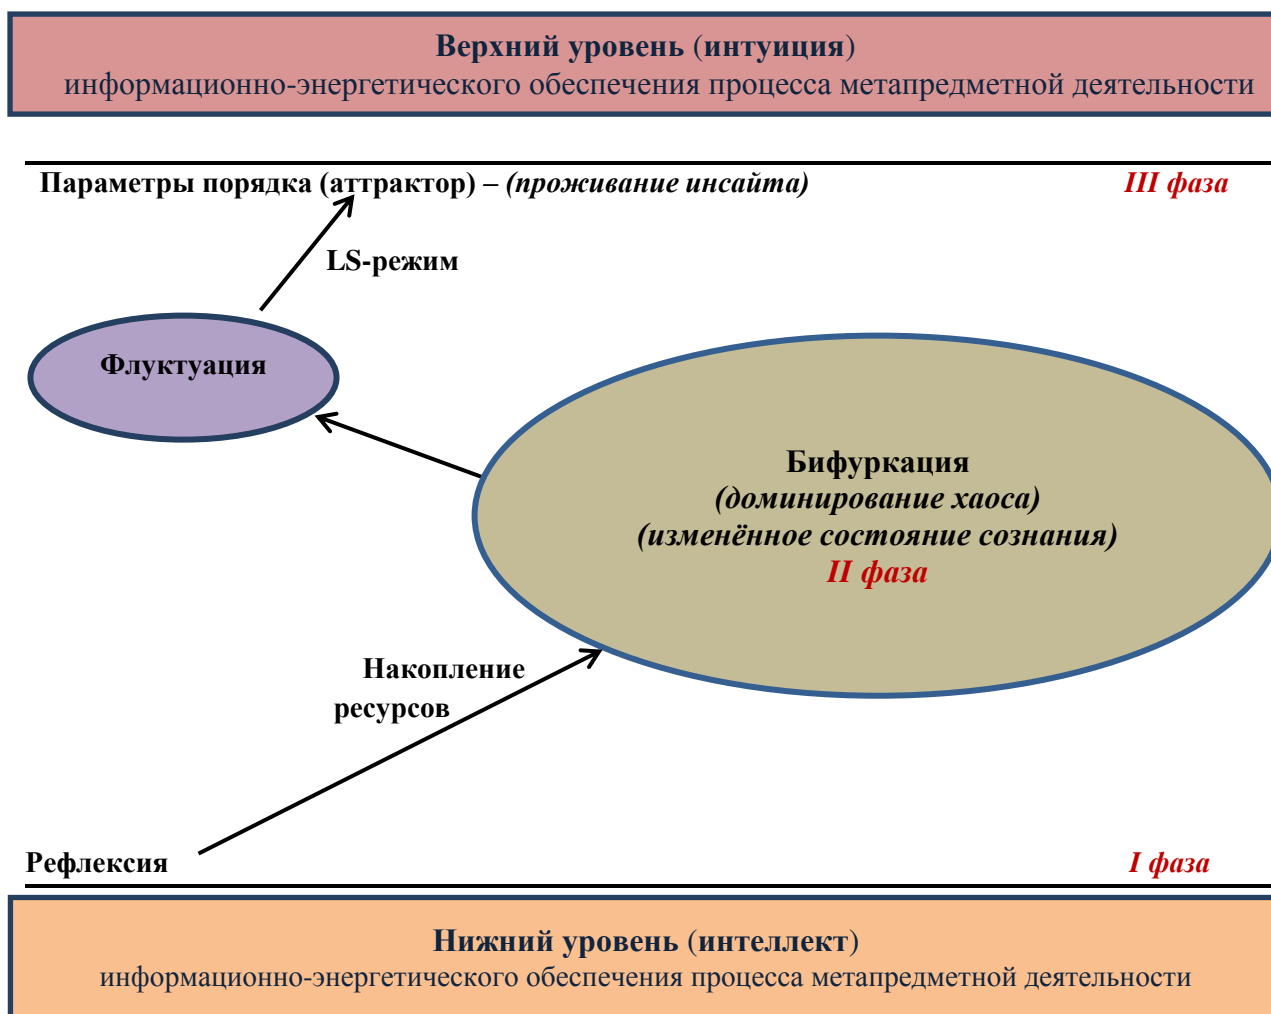 Верхний уровень (интуиция)
информационно-энергетического обеспечения процесса метапредметной деятельности
Параметры порядка (аттрактор) – (проживание инсайта) III фаза
LS-режим
Флуктуация
Бифуркация
(доминирование хаоса)
(изменённое состояние сознания)
II фаза
Накопление
ресурсов
Рефлексия I фаза
Нижний уровень (интеллект)
информационно-энергетического обеспечения процесса метапредметной деятельности